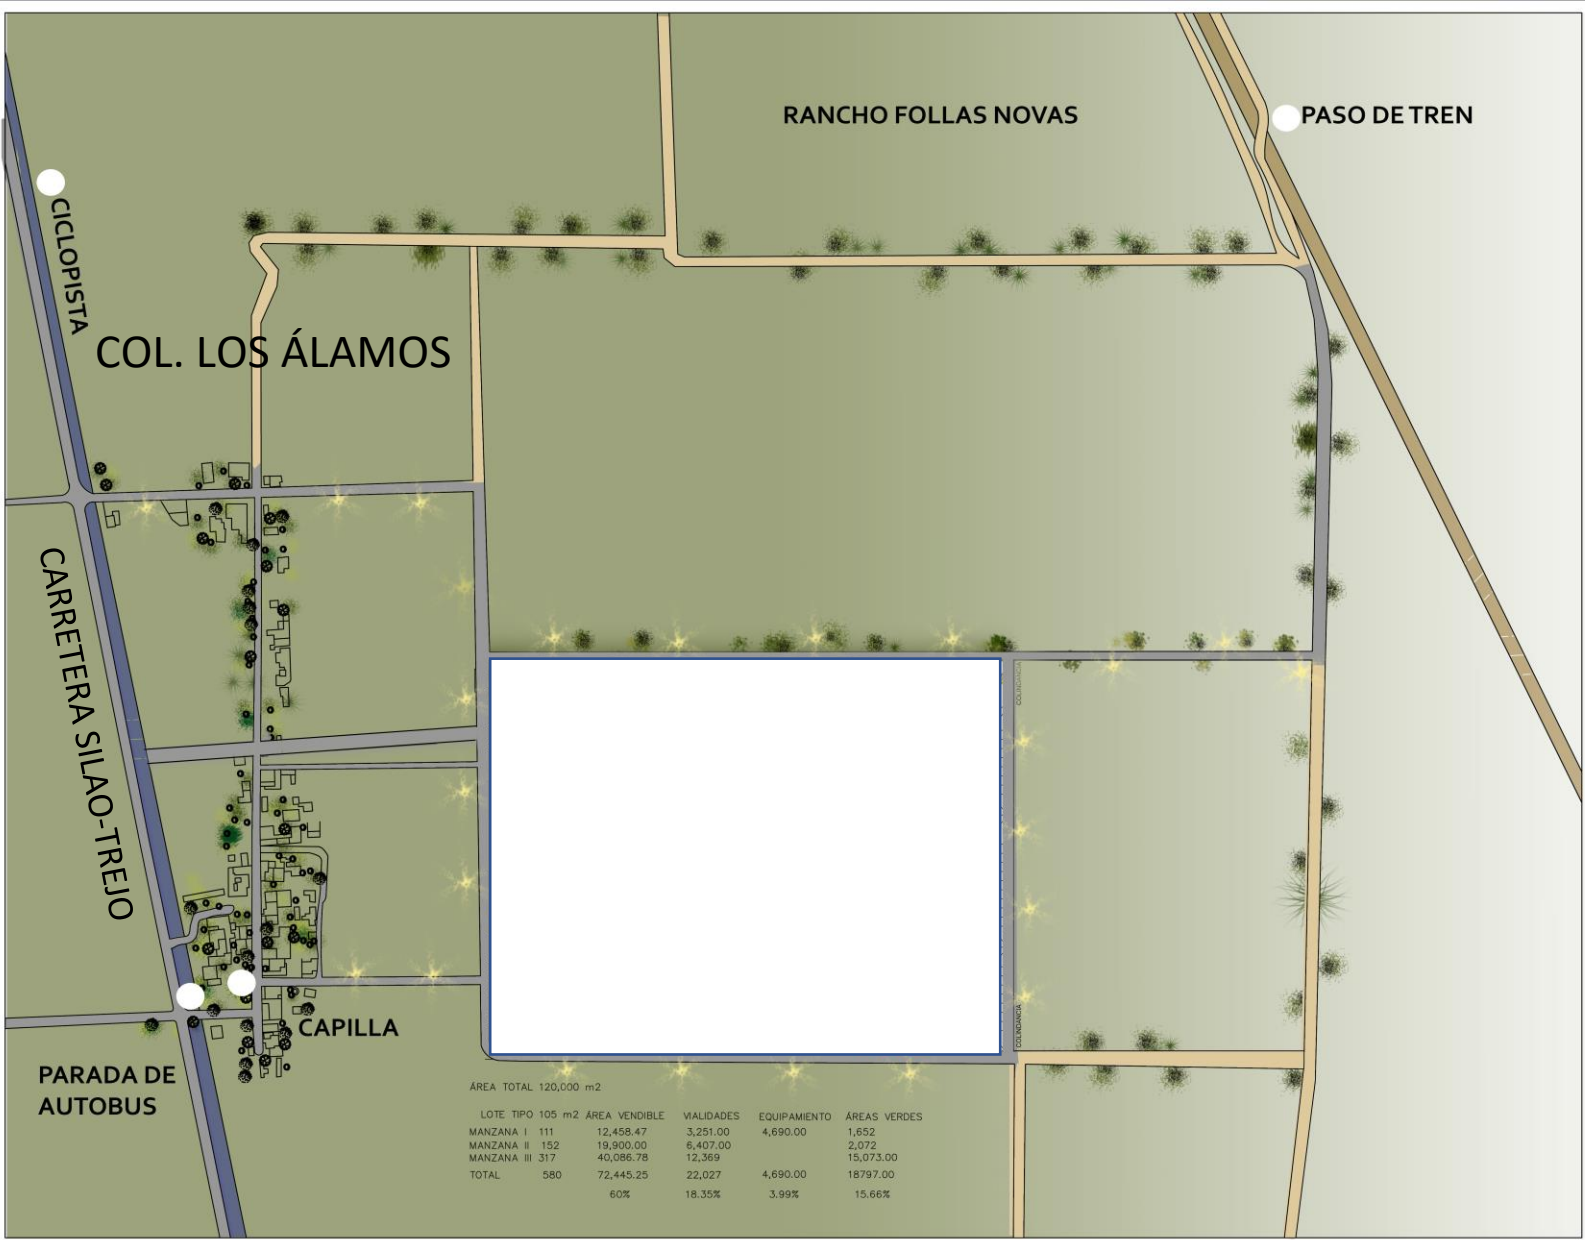 RANCHO FOLLAS NOVAS
PASO DE TREN
CICLOPISTA
COL. LOS ÁLAMOS
CARRETERA SILAO-TREJO
COLINDANCIA
COLINDANCIA
CAPILLA
PARADA DE
AUTOBUS
ÁREA TOTAL 120,000 m2
LOTE TIPO 105 m2 ÁREA VENDIBLE VIALIDADES EQUIPAMIENTO ÁREAS VERDES
MANZANA I 111 12,458.47 3,251.00 4,690.00 1,652
MANZANA II 152 19,900.00 6,407.00 2,072
MANZANA III 317 40,086.78 12,369 15,073.00
TOTAL 580 72,445.25 22,027 4,690.00 18797.00
60% 18.35% 3.99% 15.66%